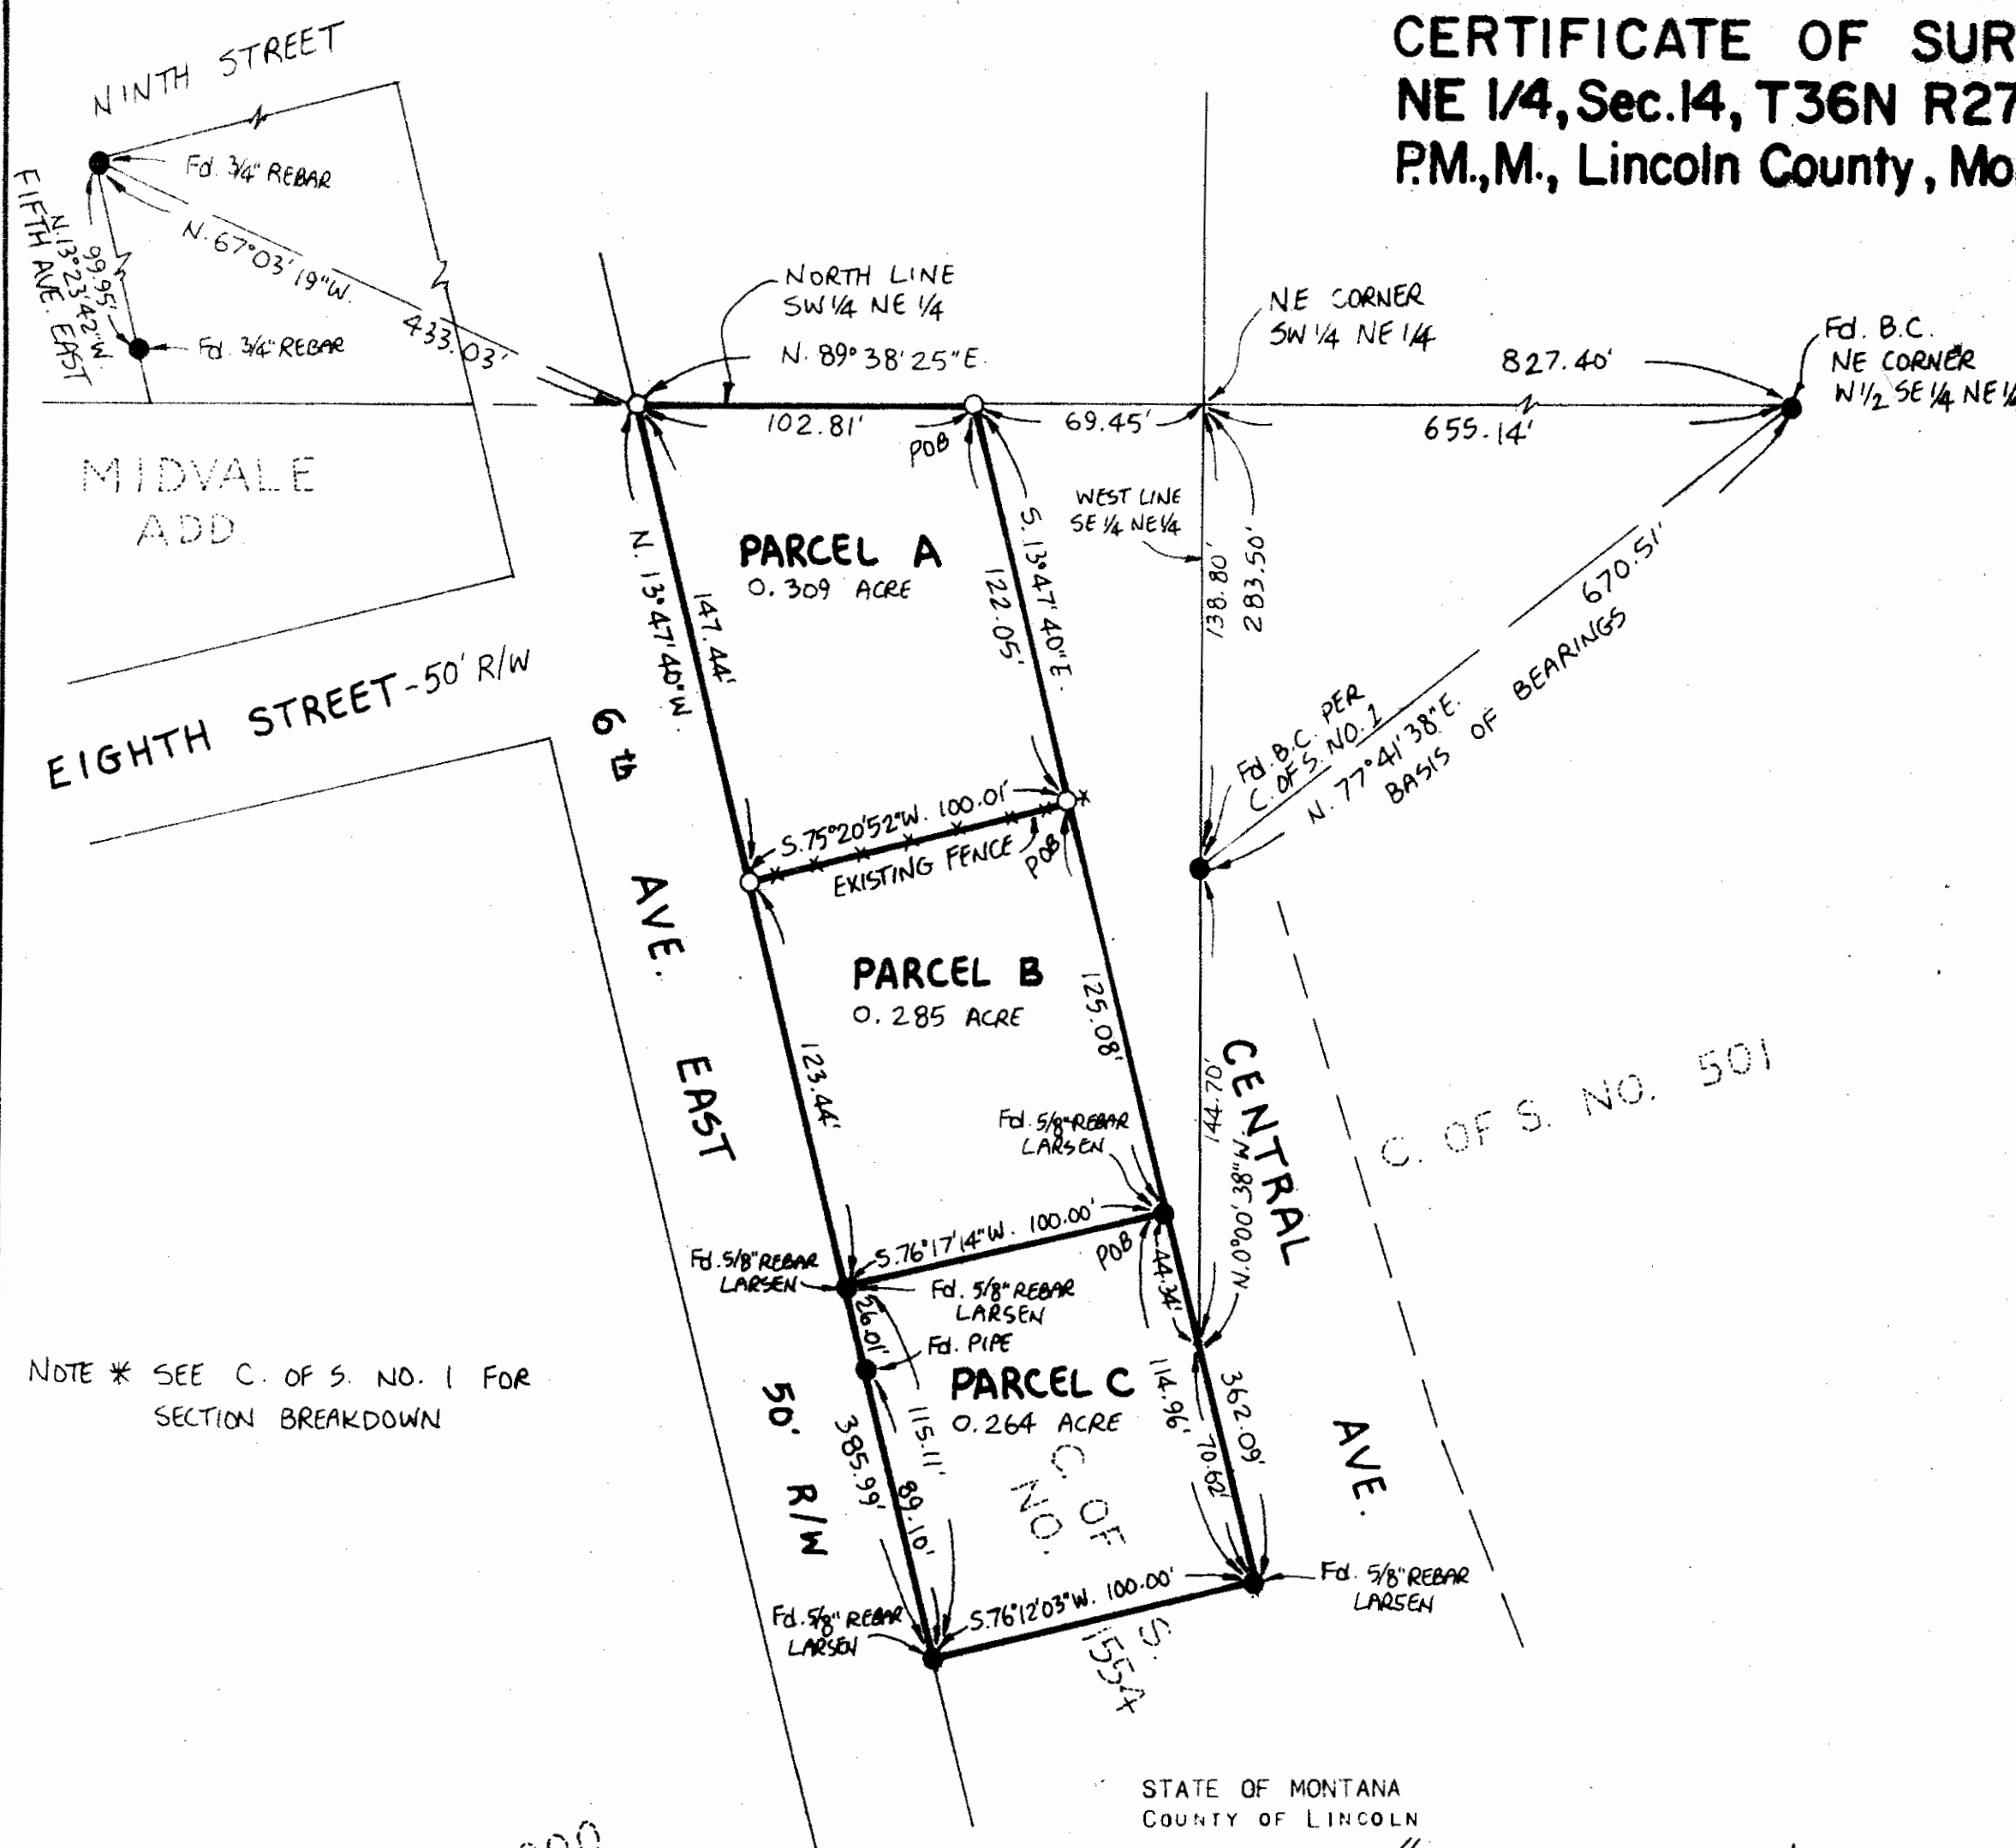 CERTIFICATE OF SUR
NE 1/4, Sec.14, T36N R27
P.M.,M., Lincoln County, Mo
NINTH STREET
Fd. 3/4" REBAR
N. 67°03'19"W.
433.03'
FIFTH AVE. EAST
N.13°23'42"W.
99.95'
Fd. 3/4" REBAR
NORTH LINE
SW 1/4 NE 1/4
N. 89°38'25"E.
NE CORNER
SW 1/4 NE 1/4
827.40'
Fd. B.C.
NE CORNER
W 1/2 SE 1/4 NE 1/4
102.81'
POB
69.45'
655.14'
MIDVALE
ADD.
WEST LINE
SE 1/4 NE 1/4
138.80'
283.50'
670.51'
PARCEL A
0.309 ACRE
N. 13°47'40"W.
147.44'
S. 13°47'40"E.
122.05'
EIGHTH STREET-50' R/W
Fd. B.C. PER
C. OF S. NO. 1
N. 77°41'38"E.
BASIS OF BEARINGS
S.75°20'52"W. 100.01'
EXISTING FENCE
POB
6th AVE. EAST
50' R/W
PARCEL B
0.285 ACRE
123.44'
125.08'
144.70'
N.0°00'38"W.
CENTRAL AVE.
C. OF S. NO. 501
Fd. 5/8" REBAR
LARSEN
S.76°17'14"W. 100.00'
POB
44.34'
Fd. 5/8" REBAR
LARSEN
Fd. 5/8" REBAR
LARSEN
26.01'
Fd. PIPE
NOTE * SEE C. OF S. NO. 1 FOR
SECTION BREAKDOWN
PARCEL C
0.264 ACRE
385.99'
115.11'
89.10'
114.96'
70.62'
362.09'
C. OF S.
NO. 1554
Fd. 5/8" REBAR
LARSEN
S.76°12'03"W. 100.00'
Fd. 5/8" REBAR
LARSEN
STATE OF MONTANA
COUNTY OF LINCOLN